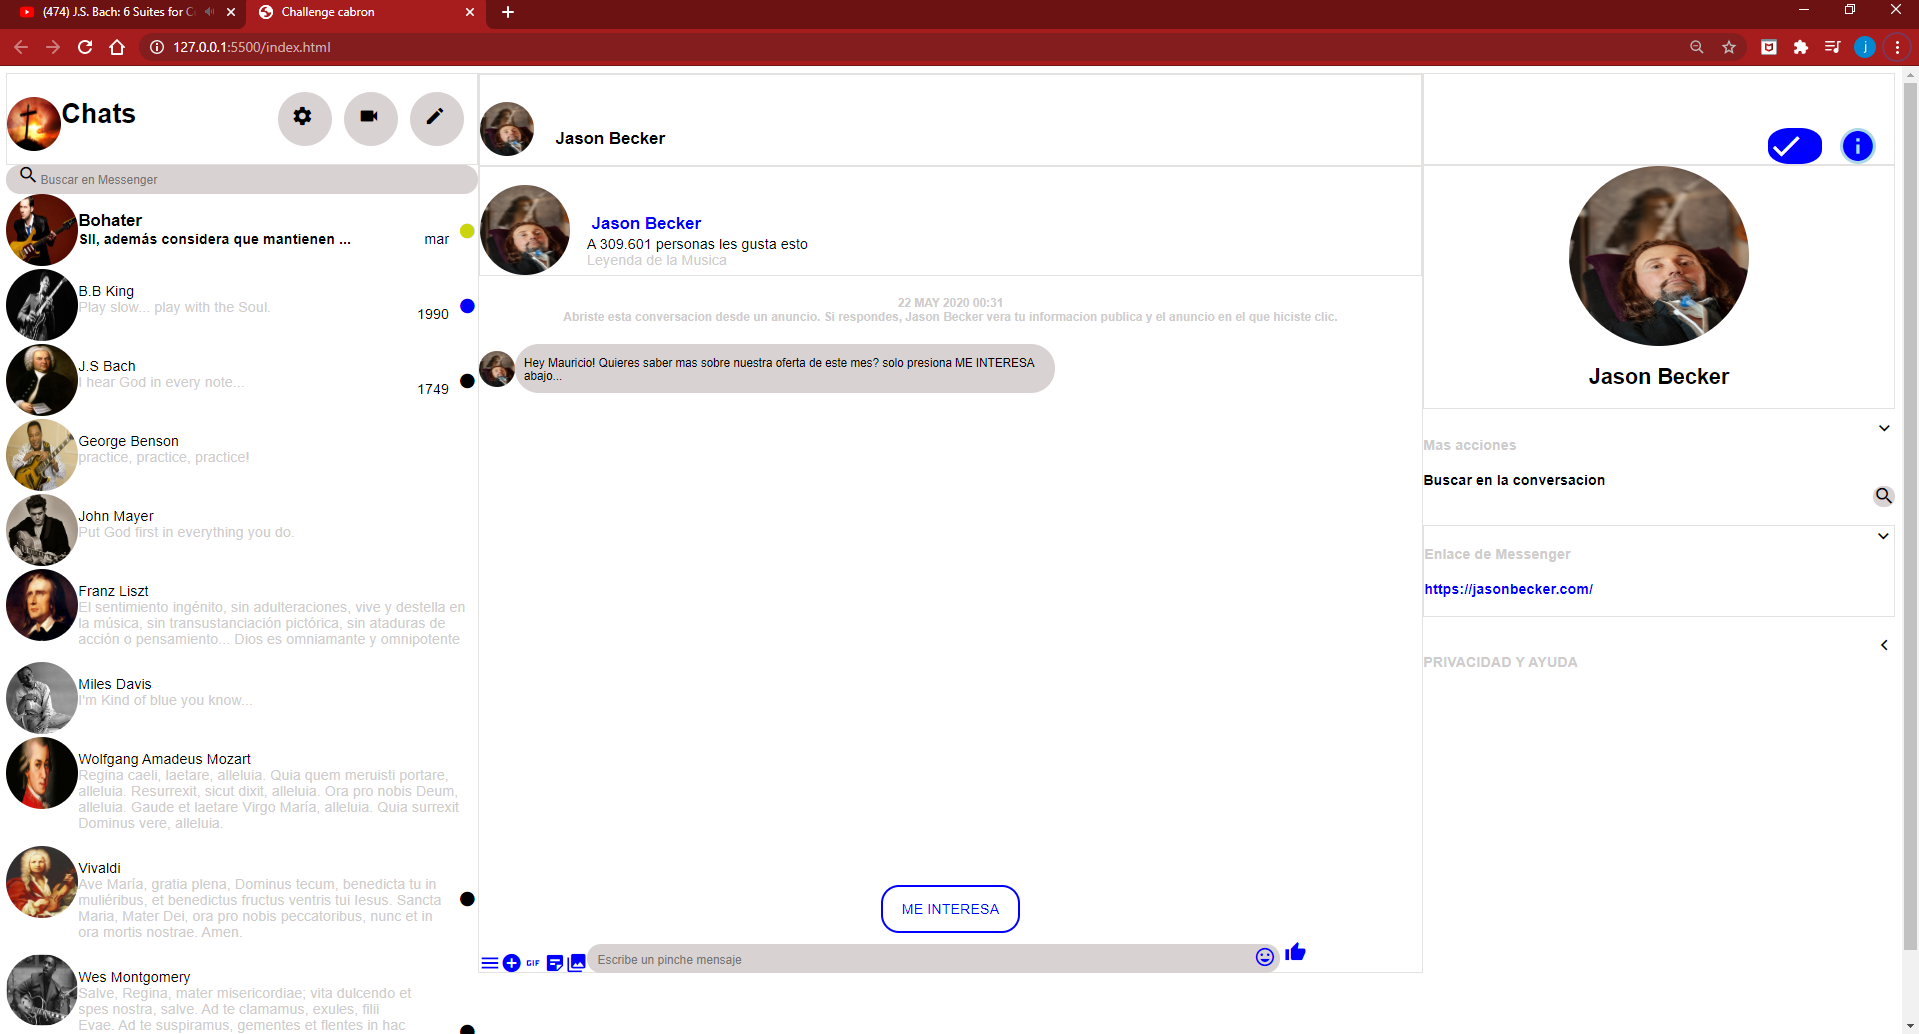 (474) J.S. Bach: 6 Suites for C
Challenge cabron
127.0.0.1:5500/index.html
j
Chats
Buscar en Messenger
Bohater
SII, además considera que mantienen ...
mar
B.B King
Play slow... play with the Soul.
1990
J.S Bach
I hear God in every note...
1749
George Benson
practice, practice, practice!
John Mayer
Put God first in everything you do.
Franz Liszt
El sentimiento ingénito, sin adulteraciones, vive y destella en
la música, sin transustanciación pictórica, sin ataduras de
acción o pensamiento... Dios es omniamante y omnipotente
Miles Davis
I'm Kind of blue you know...
Wolfgang Amadeus Mozart
Regina caeli, laetare, alleluia. Quia quem meruisti portare,
alleluia. Resurrexit, sicut dixit, alleluia. Ora pro nobis Deum,
alleluia. Gaude et laetare Virgo María, alleluia. Quia surrexit
Dominus vere, alleluia.
Vivaldi
Ave María, gratia plena, Dominus tecum, benedicta tu in
muliéribus, et benedictus fructus ventris tui Iesus. Sancta
Maria, Mater Dei, ora pro nobis peccatoribus, nunc et in
ora mortis nostrae. Amen.
Wes Montgomery
Salve, Regina, mater misericordiae; vita dulcendo et
spes nostra, salve. Ad te clamamus, exules, filii
Evae. Ad te suspiramus, gementes et flentes in hac
Jason Becker
Jason Becker
A 309.601 personas les gusta esto
Leyenda de la Musica
22 MAY 2020 00:31
Abriste esta conversacion desde un anuncio. Si respondes, Jason Becker vera tu informacion publica y el anuncio en el que hiciste clic.
Hey Mauricio! Quieres saber mas sobre nuestra oferta de este mes? solo presiona ME INTERESA
abajo...
ME INTERESA
GIF
Escribe un pinche mensaje
Jason Becker
Mas acciones
Buscar en la conversacion
Enlace de Messenger
https://jasonbecker.com/
PRIVACIDAD Y AYUDA